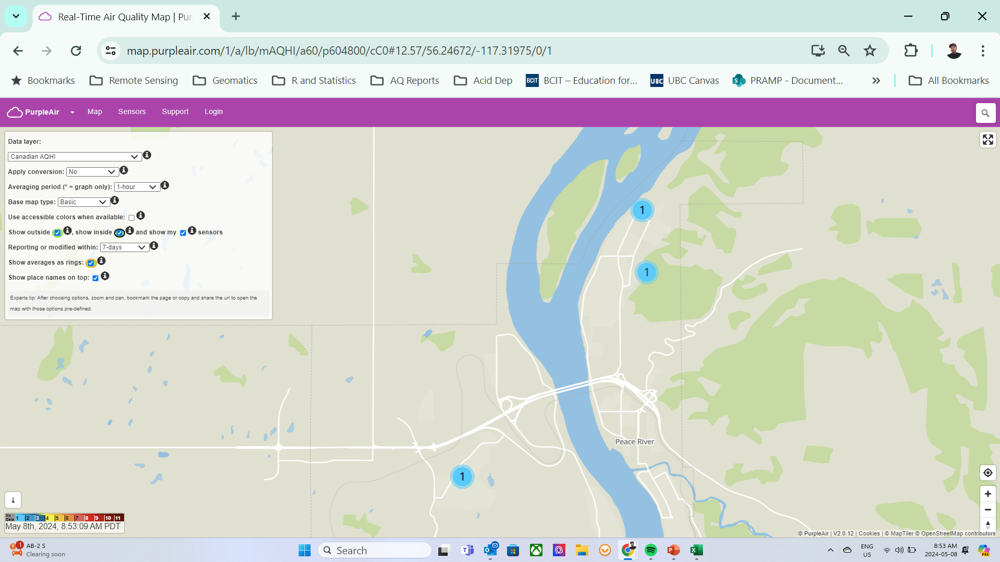 Real-Time Air Quality Map | Pur
map.purpleair.com/1/a/lb/mAQHI/a60/p604800/cC0#12.57/56.24672/-117.31975/0/1
Bookmarks Remote Sensing Geomatics R and Statistics AQ Reports Acid Dep BCIT BCIT – Education for... UBC UBC Canvas S PRAMP - Document... All Bookmarks
PurpleAir Map Sensors Support Login
Data layer:
Canadian AQHI
Apply conversion: No
Averaging period (* = graph only): 1-hour
Base map type: Basic
Use accessible colors when available:
Show outside , show inside and show my sensors
Reporting or modified within: 7-days
Show averages as rings:
Show place names on top:
Experts tip: After choosing options, zoom and pan, bookmark the page or copy and share the url to open the
map with those options pre-defined.
1
1
Peace River
1
No Data 1 2 3 4 5 6 7 8 9 10 11
May 8th, 2024, 8:53:09 AM PDT
© PurpleAir | V2.0.12 | Cookies | © MapTiler © OpenStreetMap contributors
1
AB-2 S
Clearing soon
Search
ENG
US
8:53 AM
2024-05-08
PRE